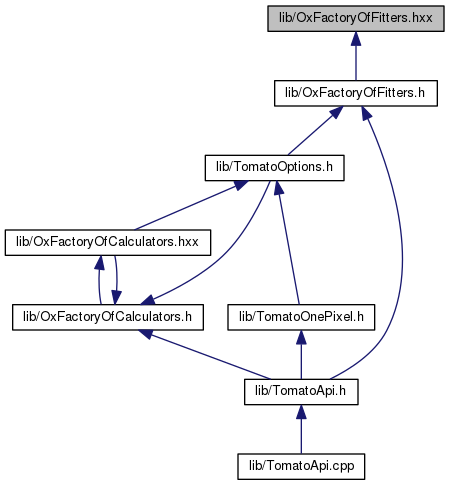 lib/OxFactoryOfFitters.hxx
lib/OxFactoryOfFitters.h
lib/TomatoOptions.h
lib/OxFactoryOfCalculators.hxx
lib/OxFactoryOfCalculators.h
lib/TomatoOnePixel.h
lib/TomatoApi.h
lib/TomatoApi.cpp